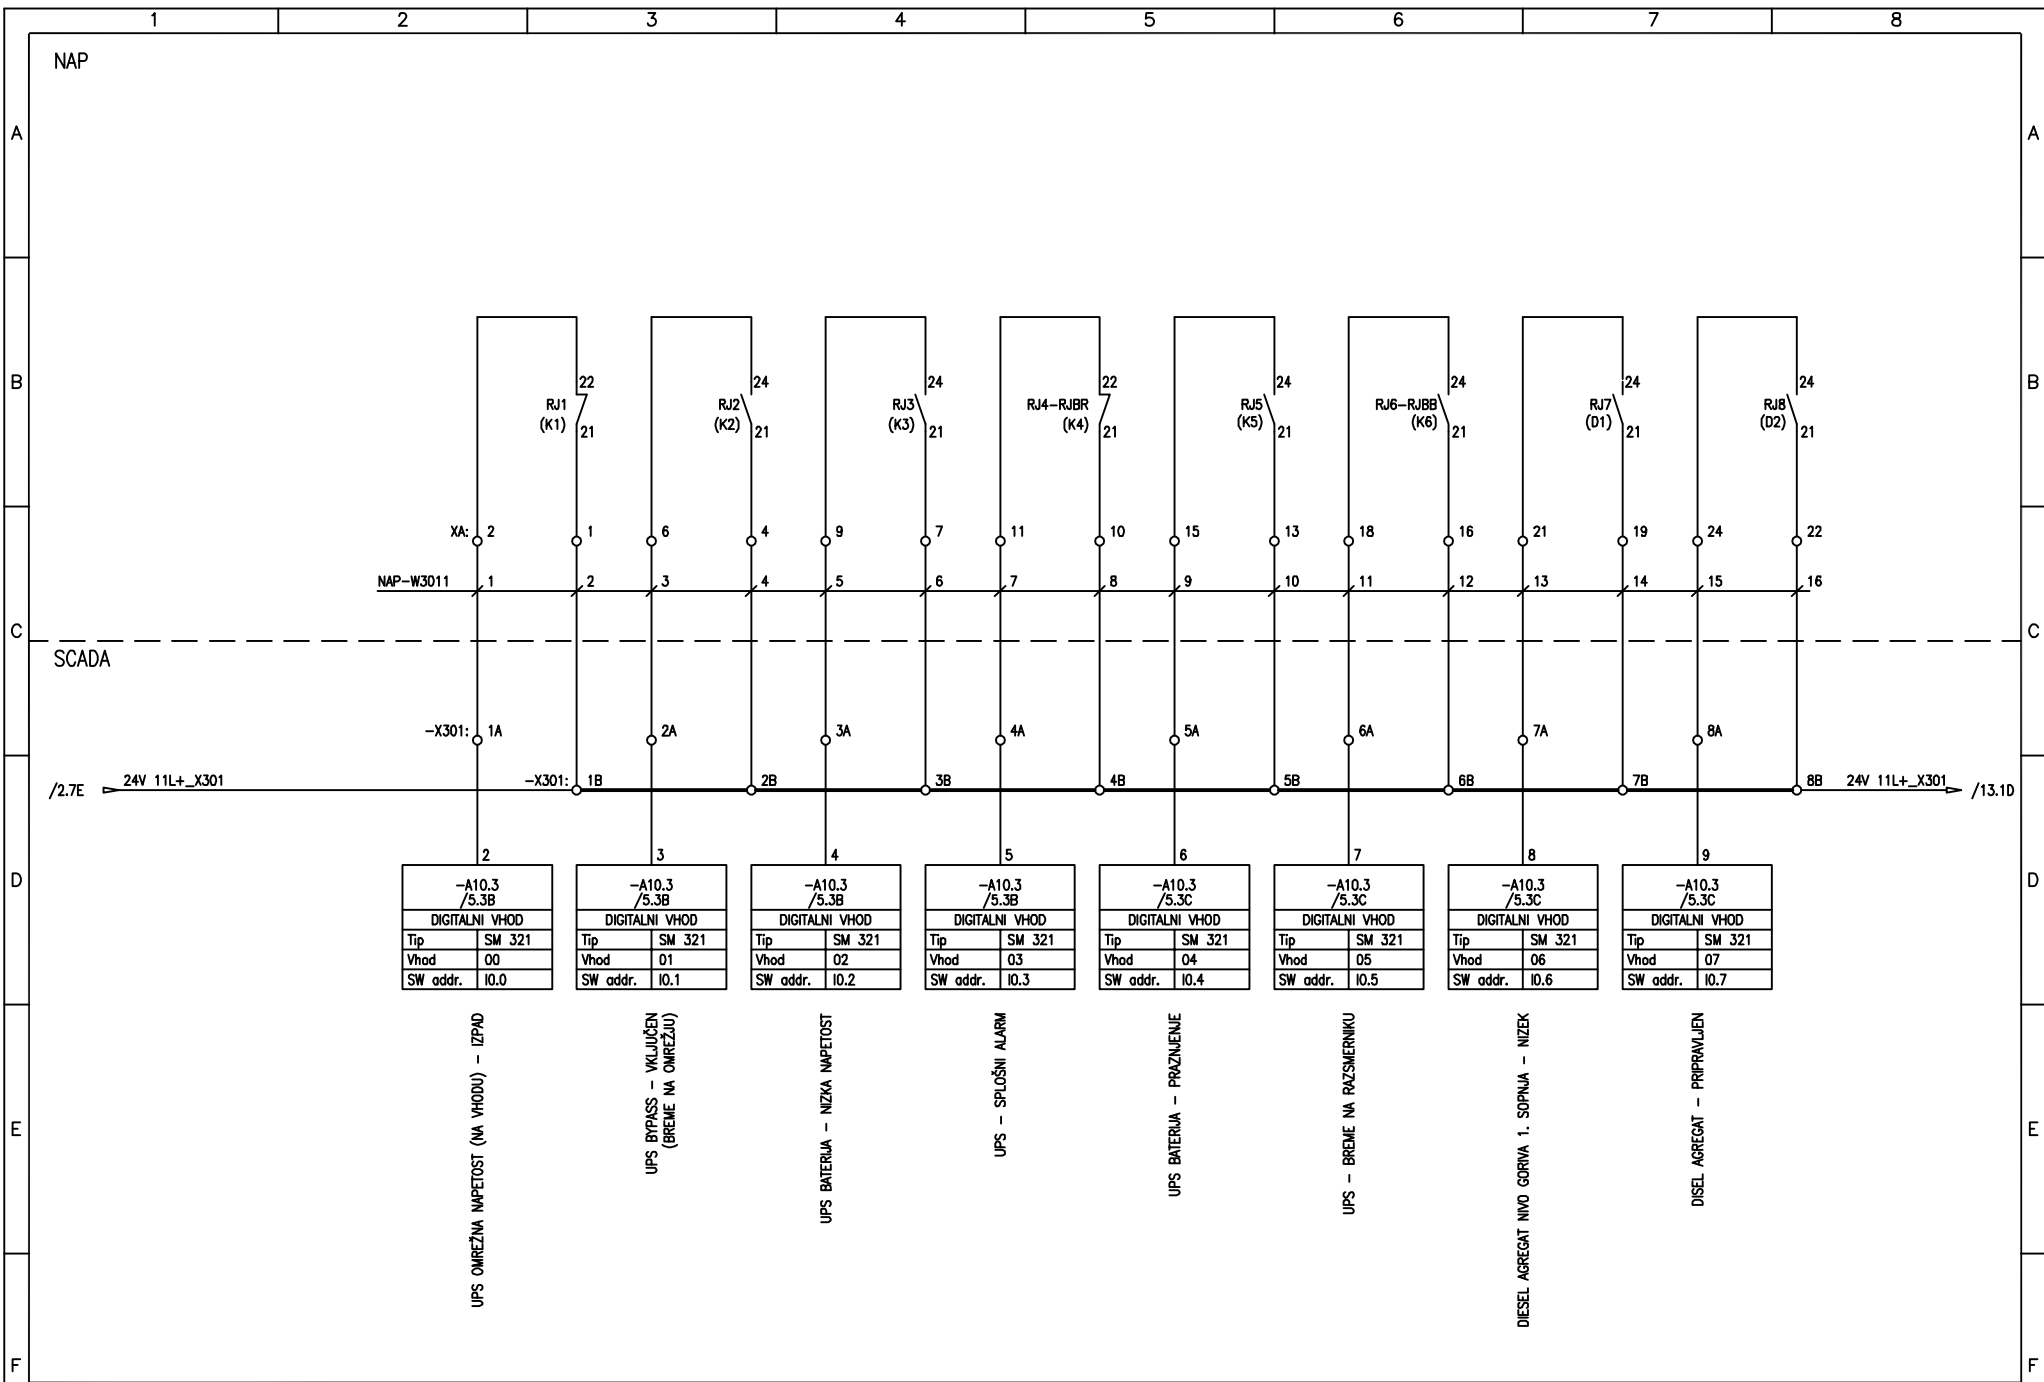 1 2 3 4 5 6 7 8
NAP
A A
B B
22 24 24 22 24 24 24 24
RJ1 RJ2 RJ3 RJ4-RJBR RJ5 RJ6-RJBB RJ7 RJ8
(K1) (K2) (K3) (K4) (K5) (K6) (D1) (D2)
21 21 21 21 21 21 21 21
XA: 2 1 6 4 9 7 11 10 15 13 18 16 21 19 24 22
NAP-W3011 1 2 3 4 5 6 7 8 9 10 11 12 13 14 15 16
C C
SCADA
-X301: 1A 2A 3A 4A 5A 6A 7A 8A
/2.7E 24V 11L+_X301 -X301: 1B 2B 3B 4B 5B 6B 7B 8B 24V 11L+_X301 /13.1D
2 3 4 5 6 7 8 9
D D
-A10.3 -A10.3 -A10.3 -A10.3 -A10.3 -A10.3 -A10.3 -A10.3
/5.3B /5.3B /5.3B /5.3B /5.3C /5.3C /5.3C /5.3C
DIGITALNI VHOD DIGITALNI VHOD DIGITALNI VHOD DIGITALNI VHOD DIGITALNI VHOD DIGITALNI VHOD DIGITALNI VHOD DIGITALNI VHOD
Tip SM 321 Tip SM 321 Tip SM 321 Tip SM 321 Tip SM 321 Tip SM 321 Tip SM 321 Tip SM 321
Vhod 00 Vhod 01 Vhod 02 Vhod 03 Vhod 04 Vhod 05 Vhod 06 Vhod 07
SW addr. I0.0 SW addr. I0.1 SW addr. I0.2 SW addr. I0.3 SW addr. I0.4 SW addr. I0.5 SW addr. I0.6 SW addr. I0.7
UPS OMREŽNA NAPETOST (NA VHODU) - IZPAD
UPS BYPASS - VKLJUČEN
(BREME NA OMREŽJU)
UPS BATERIJA - NIZKA NAPETOST
UPS - SPLOŠNI ALARM
UPS BATERIJA - PRAZNJENJE
UPS - BREME NA RAZSMERNIKU
DIESEL AGREGAT NIVO GORIVA 1. SOPNJA - NIZEK
DISEL AGREGAT - PRIPRAVLJEN
E E
F F